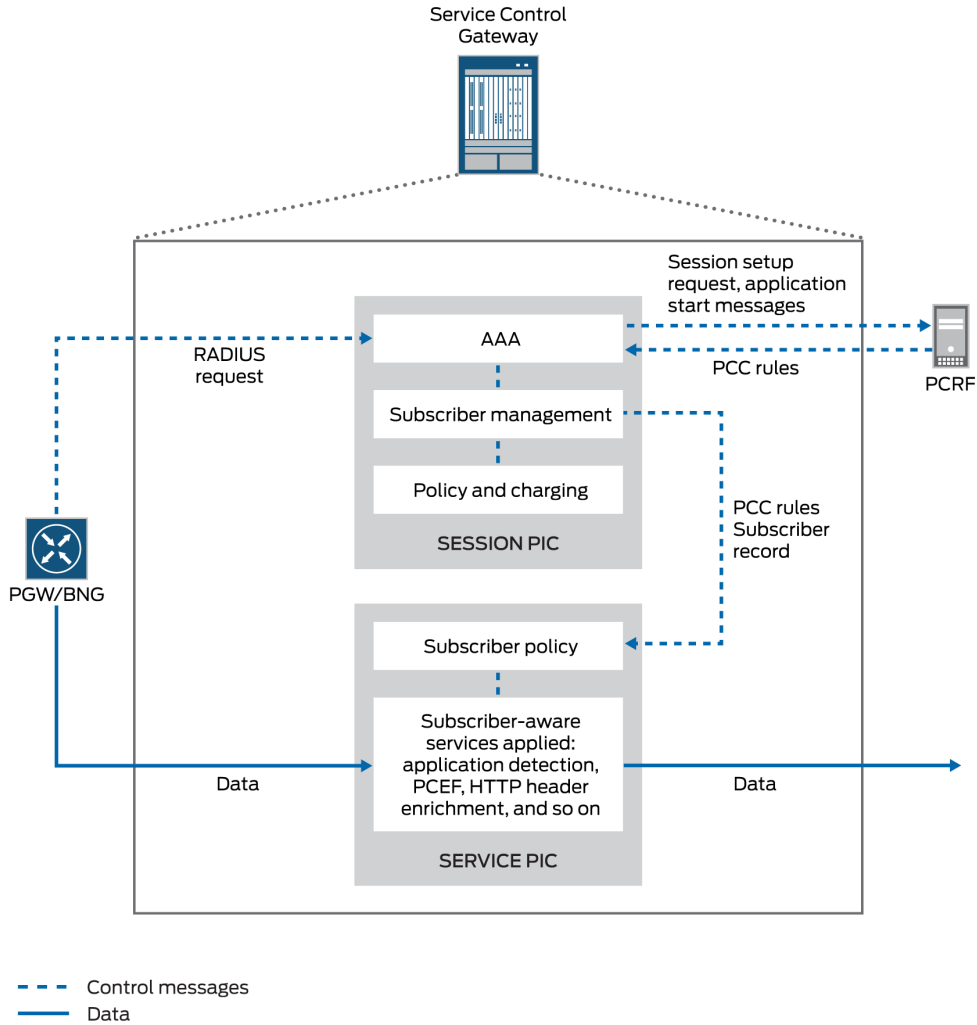 Service Control
Gateway
Session setup
request, application
start messages
AAA
RADIUS
request
PCC rules
PCRF
Subscriber management
Policy and charging
PCC rules
Subscriber
record
SESSION PIC
PGW/BNG
Subscriber policy
Subscriber-aware
services applied:
application detection,
PCEF, HTTP header
enrichment, and so on
Data
Data
SERVICE PIC
Control messages
Data